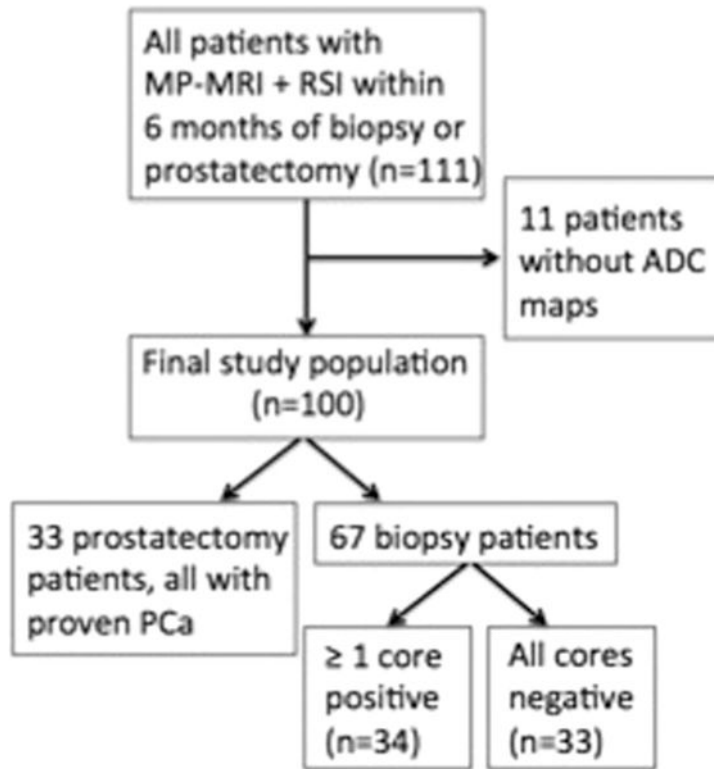 All patients with
MP-MRI + RSI within
6 months of biopsy or
prostatectomy (n=111)
11 patients
without ADC
maps
Final study population
(n=100)
33 prostatectomy
patients, all with
proven PCa
67 biopsy patients
≥ 1 core
positive
(n=34)
All cores
negative
(n=33)